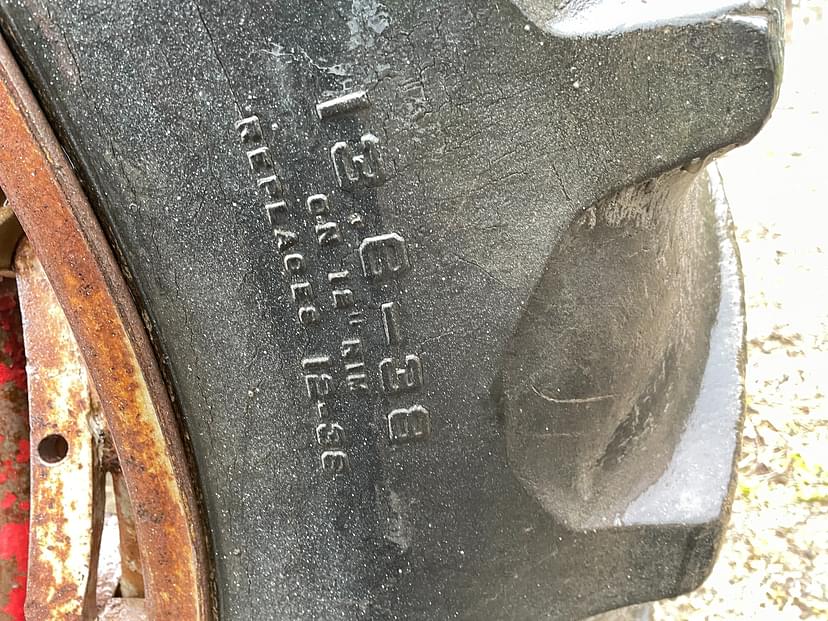 13.6-38
ON 12" RIM
REPLACES 12-38